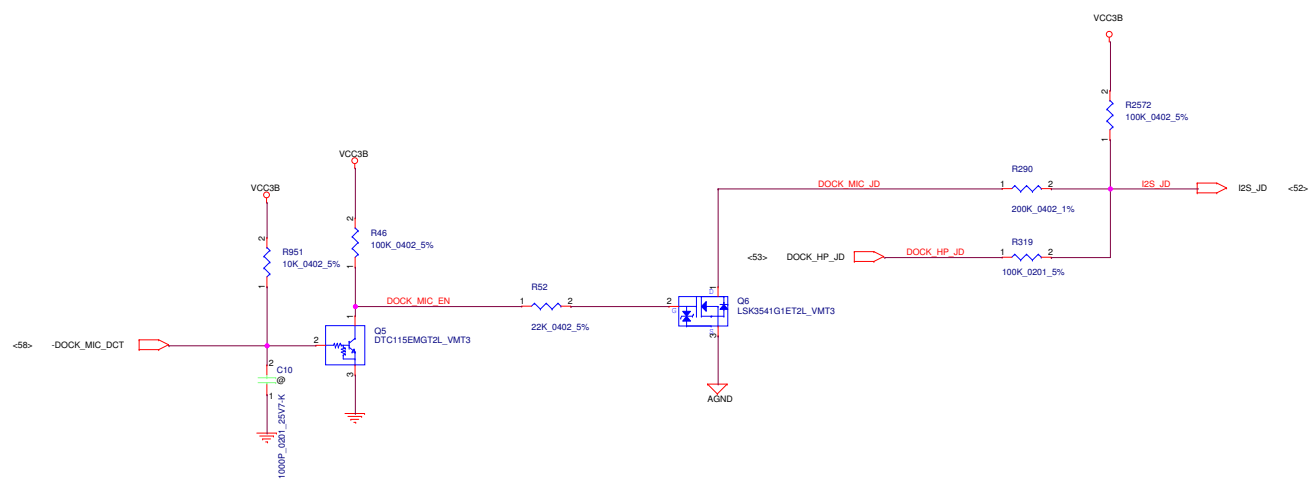 VCC3B
2
R2572
100K_0402_5%
1
VCC3B
VCC3B
R290
DOCK_MIC_JD
1
2
I2S_JD
I2S_JD
<52>
200K_0402_1%
2
R46
100K_0402_5%
1
2
R951
10K_0402_5%
1
R319
<53>
DOCK_HP_JD
DOCK_HP_JD
1
2
100K_0201_5%
R52
DOCK_MIC_EN
1
2
22K_0402_5%
2
1
Q6
LSK3541G1ET2L_VMT3
G
3
1
Q5
DTC115EMGT2L_VMT3
2
3
<58>
-DOCK_MIC_DCT
2
C10
@
1
1000P_0201_25V7-K
AGND